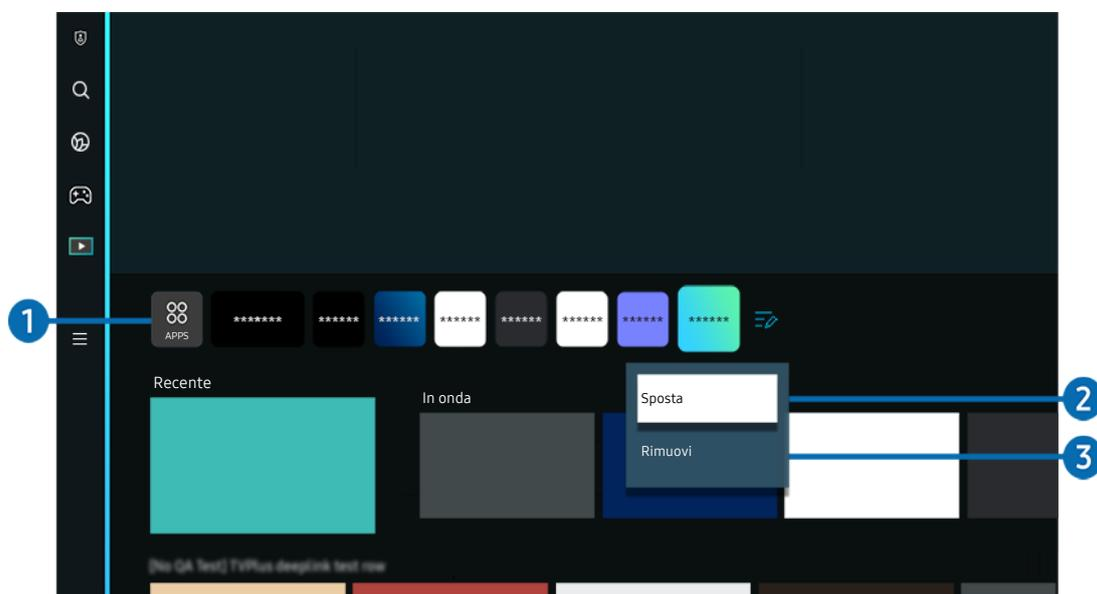 1
APPS
*******
******
******
******
******
******
******
******
Recente
In onda
Sposta
2
Rimuovi
3
[No QA Test] TVPlus deeplink test row